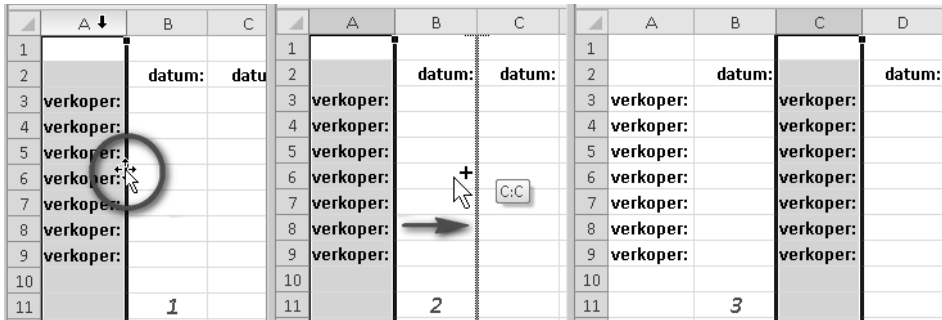 A B C
1
2 datum: datu
3 verkoper:
4 verkoper:
5 verkoper:
6 verkoper:
7 verkoper:
8 verkoper:
9 verkoper:
10
11 1
A B C
1
2 datum: datum:
3 verkoper:
4 verkoper:
5 verkoper:
6 verkoper:
7 verkoper:
8 verkoper:
9 verkoper:
10
11 2
C:C
A B C D
1
2 datum: datum:
3 verkoper: verkoper:
4 verkoper: verkoper:
5 verkoper: verkoper:
6 verkoper: verkoper:
7 verkoper: verkoper:
8 verkoper: verkoper:
9 verkoper: verkoper:
10
11 3